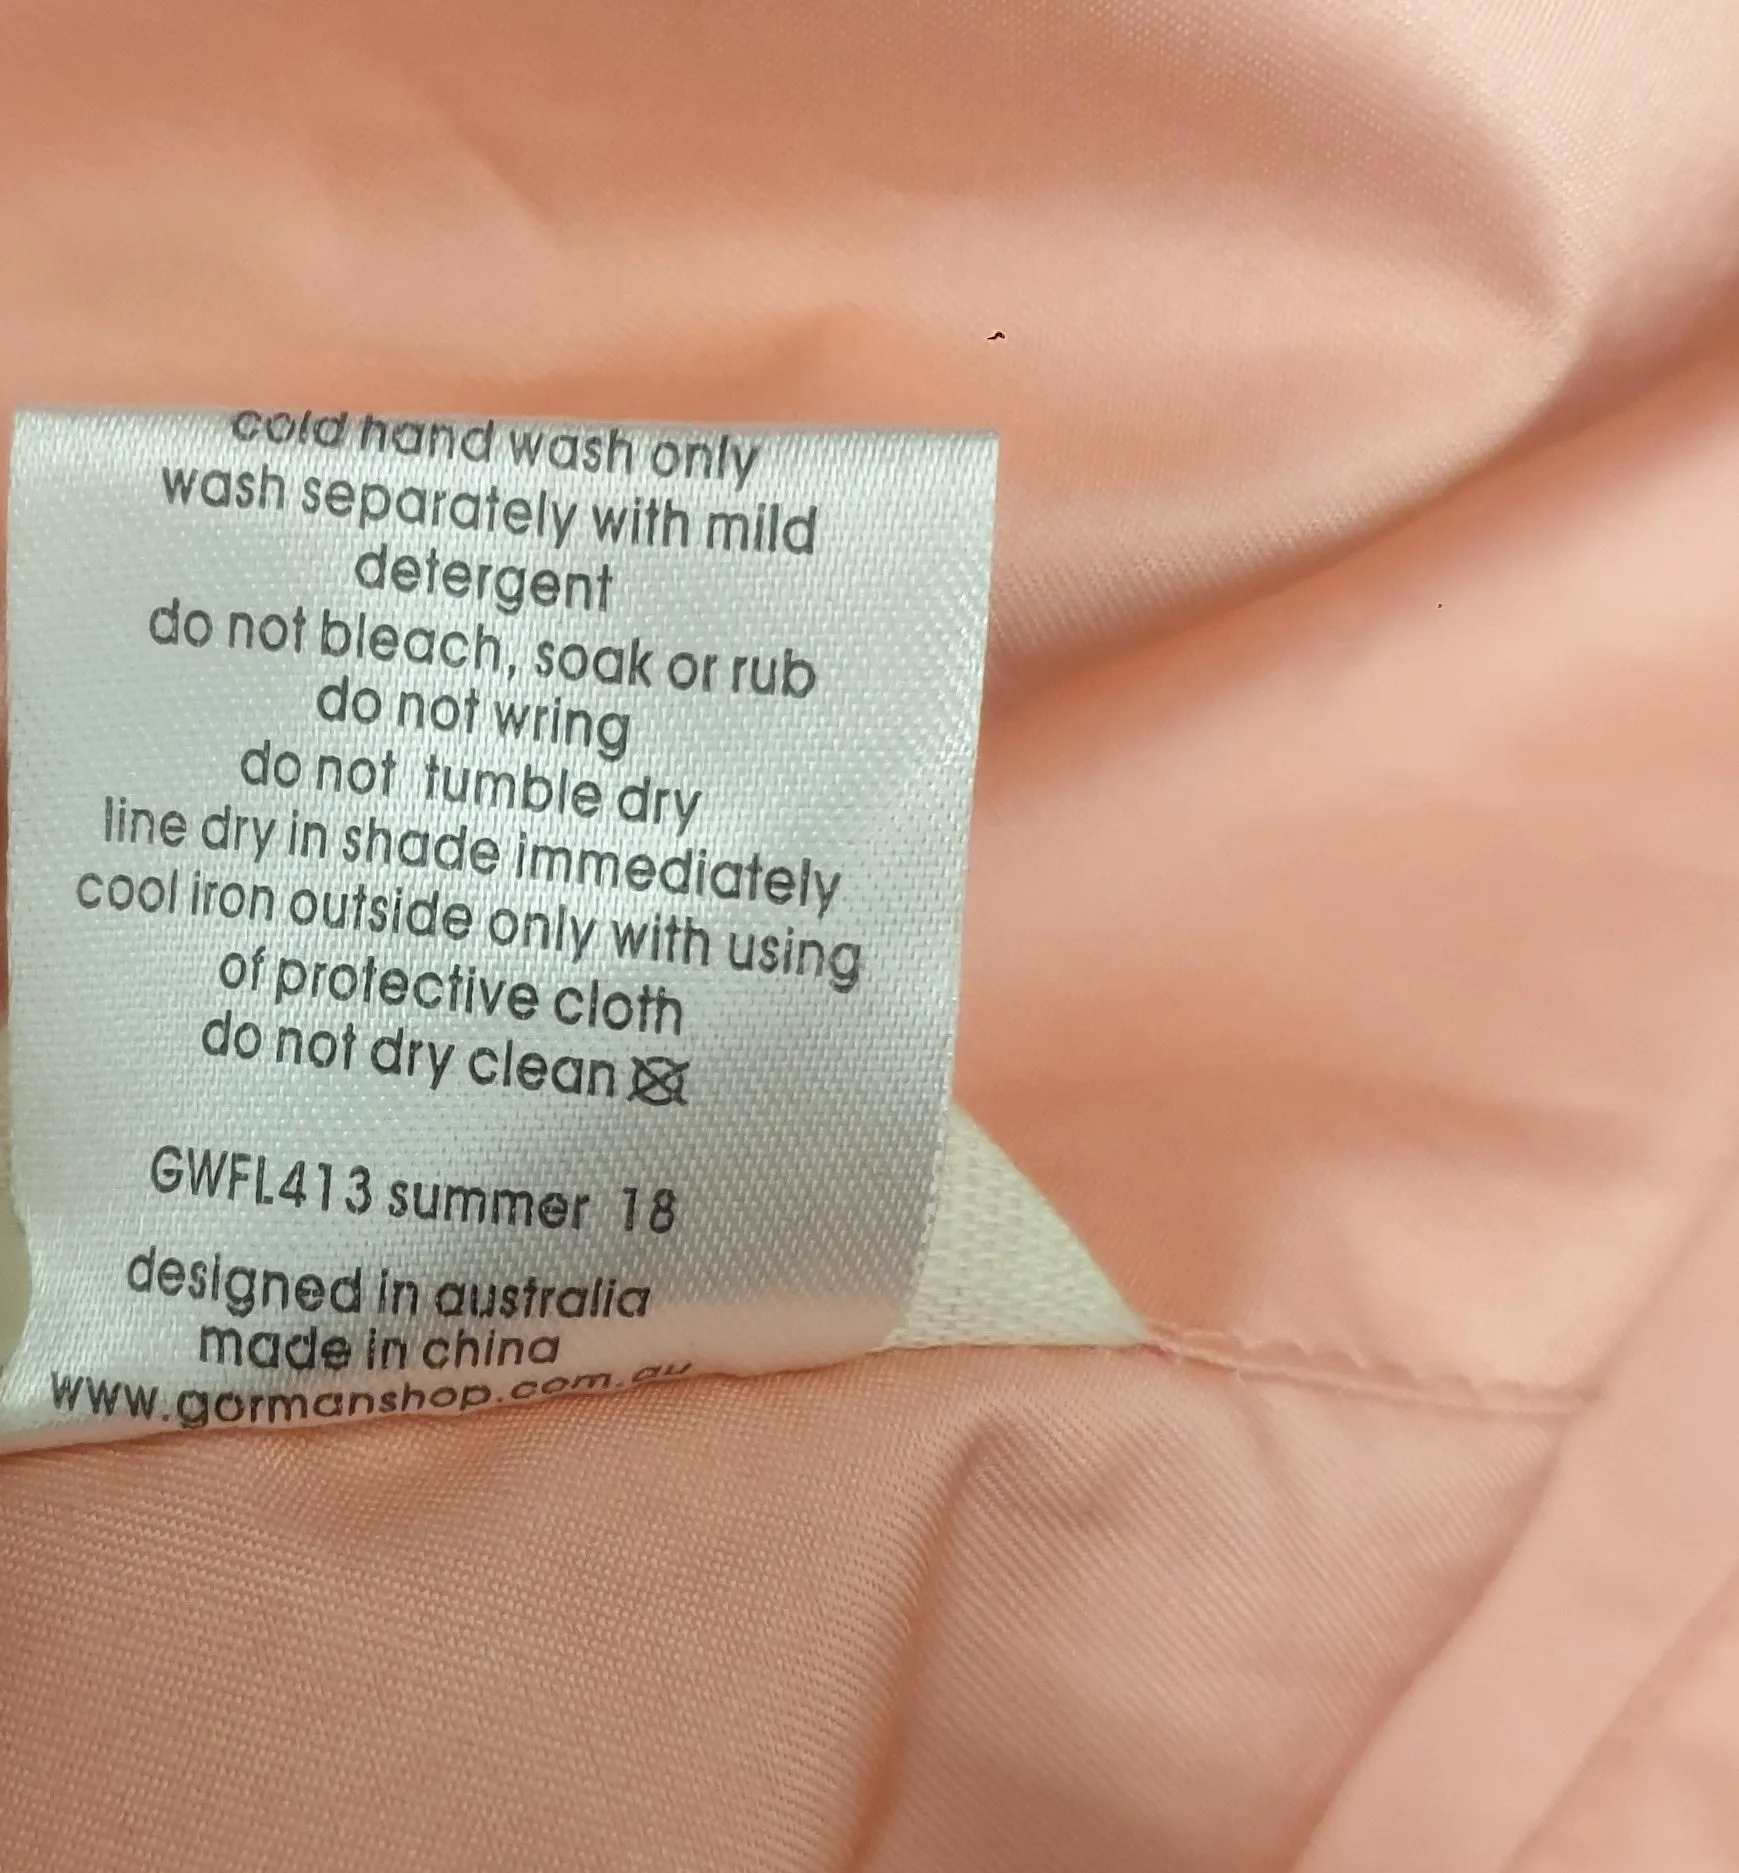 cold hand wash only
wash separately with mild
detergent
do not bleach, soak or rub
do not wring
do not tumble dry
line dry in shade immediately
cool iron outside only with using
of protective cloth
do not dry clean
GWFL413 summer 18
designed in australia
made in china
www.gormanshop.com.au